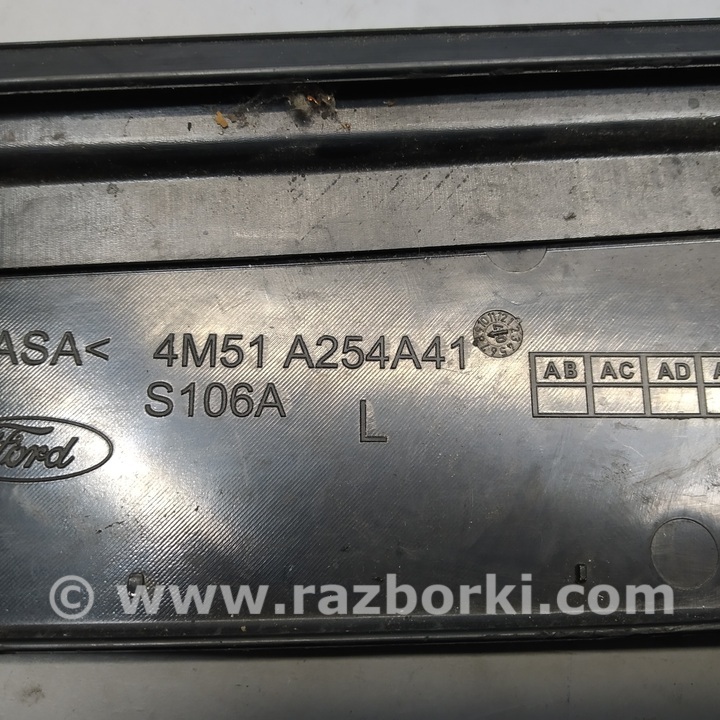 ASA< 4M51 A254A41
S106A
L
AB AC AD A
Ford
© www.razborki.com